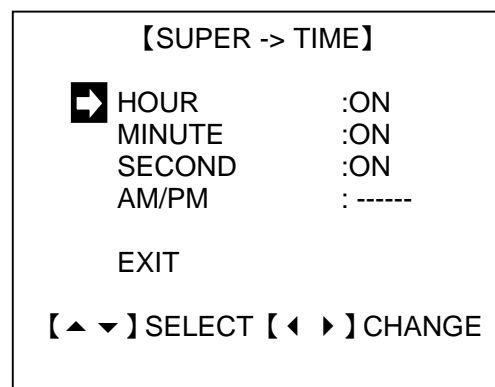 【SUPER -> TIME】
HOUR :ON
MINUTE :ON
SECOND :ON
AM/PM : ------
EXIT
【▲ ▼】SELECT【◀ ▶】CHANGE